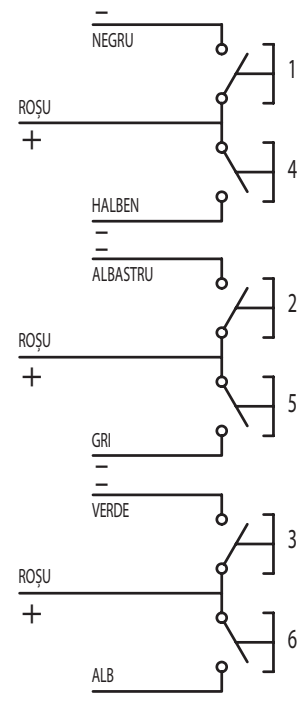 −
NEGRU
1
ROȘU
+
4
HALBEN
−
−
ALBASTRU
2
ROȘU
+
5
GRI
−
−
VERDE
3
ROȘU
+
6
ALB